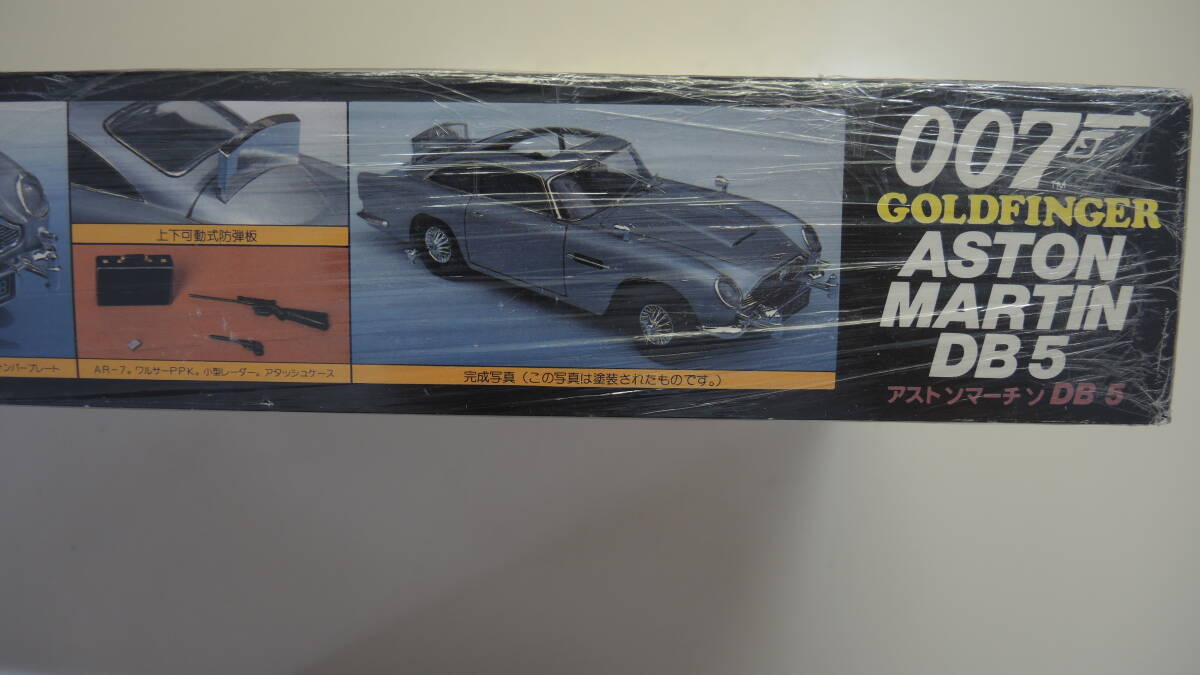 上下可動式防弾板
ンバープレート
AR-7。ワルサーPPK。小型レーダー。アタッシュケース
完成写真（この写真は塗装されたものです。）
007
TM
GOLDFINGER
ASTON
MARTIN
DB5
アストンマーチンDB5